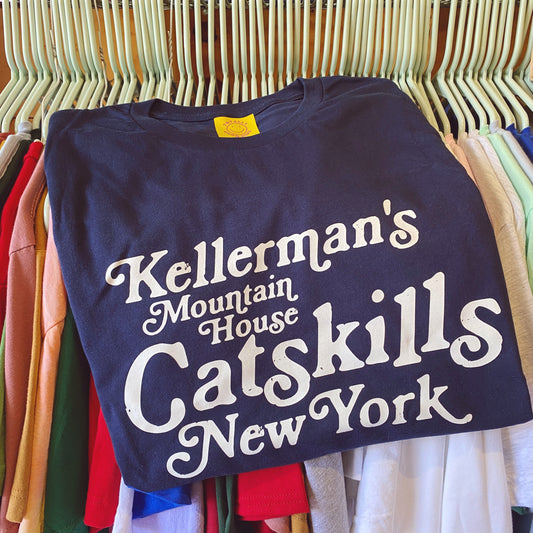 Kellerman's
Mountain
House
Catskills
New York